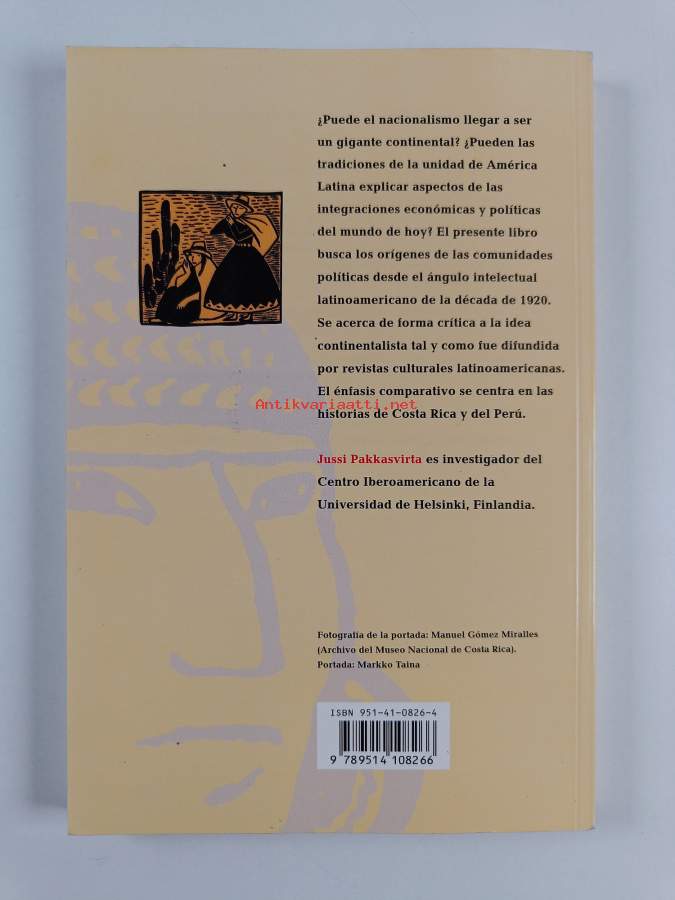 ¿Puede el nacionalismo llegar a ser
un gigante continental? ¿Pueden las
tradiciones de la unidad de América
Latina explicar aspectos de las
integraciones económicas y políticas
del mundo de hoy? El presente libro
busca los orígenes de las comunidades
políticas desde el ángulo intelectual
latinoamericano de la década de 1920.
Se acerca de forma crítica a la idea
continentalista tal y como fue difundida
por revistas culturales latinoamericanas.
El énfasis comparativo se centra en las
Antikvariaatti.net
historias de Costa Rica y del Perú.
Jussi Pakkasvirta es investigador del
Centro Iberoamericano de la
Universidad de Helsinki, Finlandia.
Fotografía de la portada: Manuel Gómez Miralles
(Archivo del Museo Nacional de Costa Rica).
Portada: Markko Taina
ISBN 951-41-0826-4
9 789514 108266